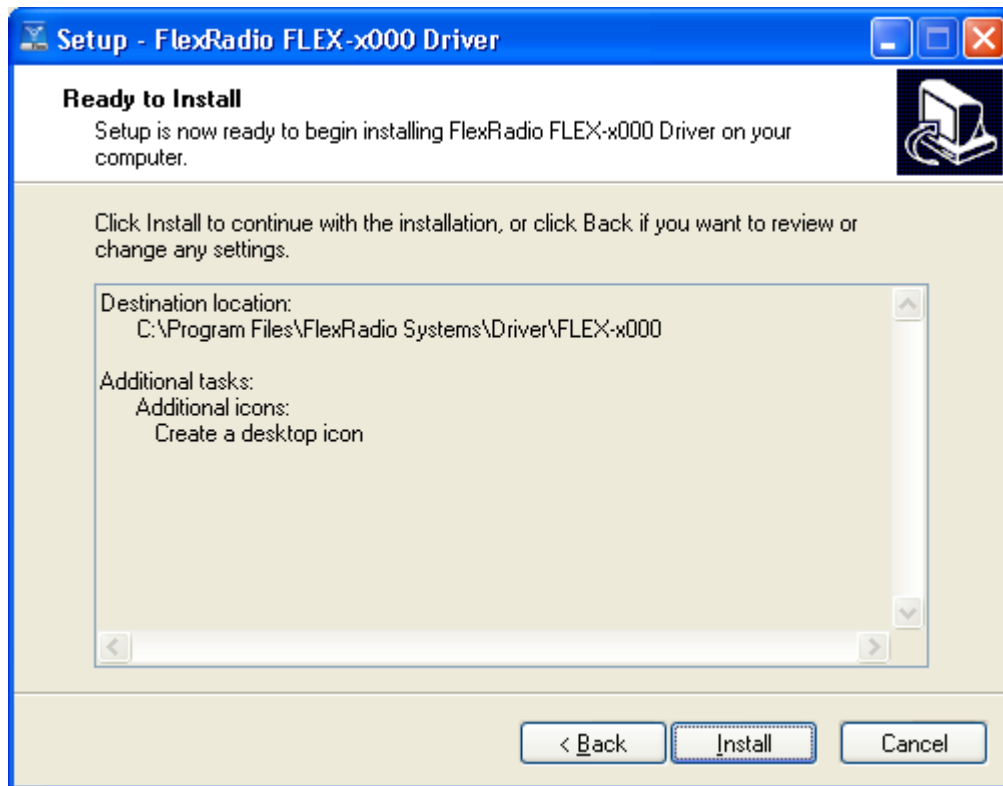 Setup - FlexRadio FLEX-x000 Driver
Ready to Install
Setup is now ready to begin installing FlexRadio FLEX-x000 Driver on your
computer.
Click Install to continue with the installation, or click Back if you want to review or
change any settings.
Destination location:
C:\Program Files\FlexRadio Systems\Driver\FLEX-x000
Additional tasks:
Additional icons:
Create a desktop icon
< Back Install Cancel